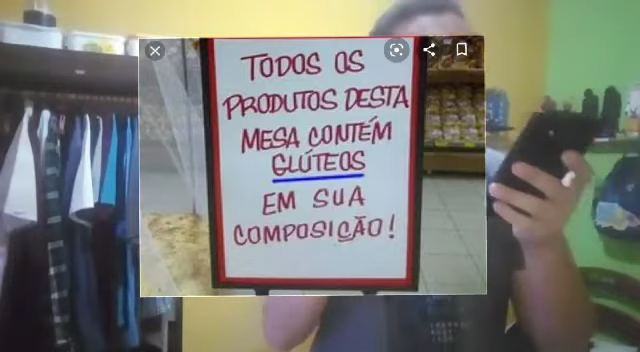 TODOS OS
PRODUTOS DESTA
MESA CONTÉM
GLÚTEOS
EM SUA
COMPOSIÇÃO!